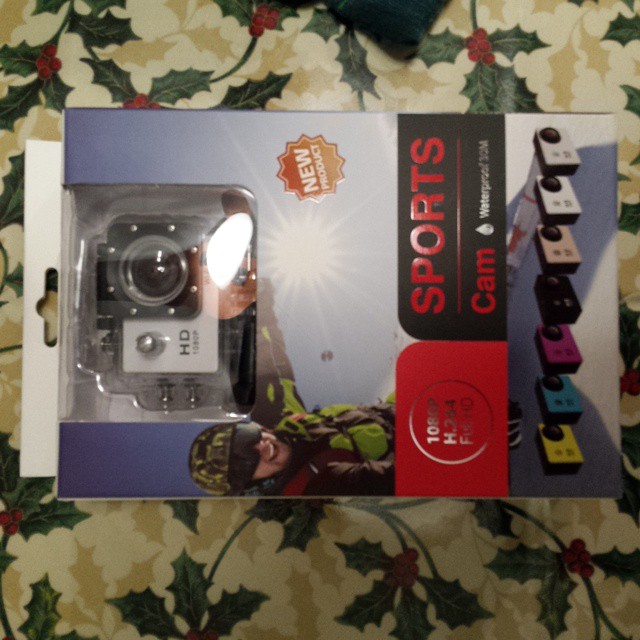 NEW
PRODUCT
SPORTS
Cam
Waterproof 30M
HD
1080P
1080P
H.264
Full HD